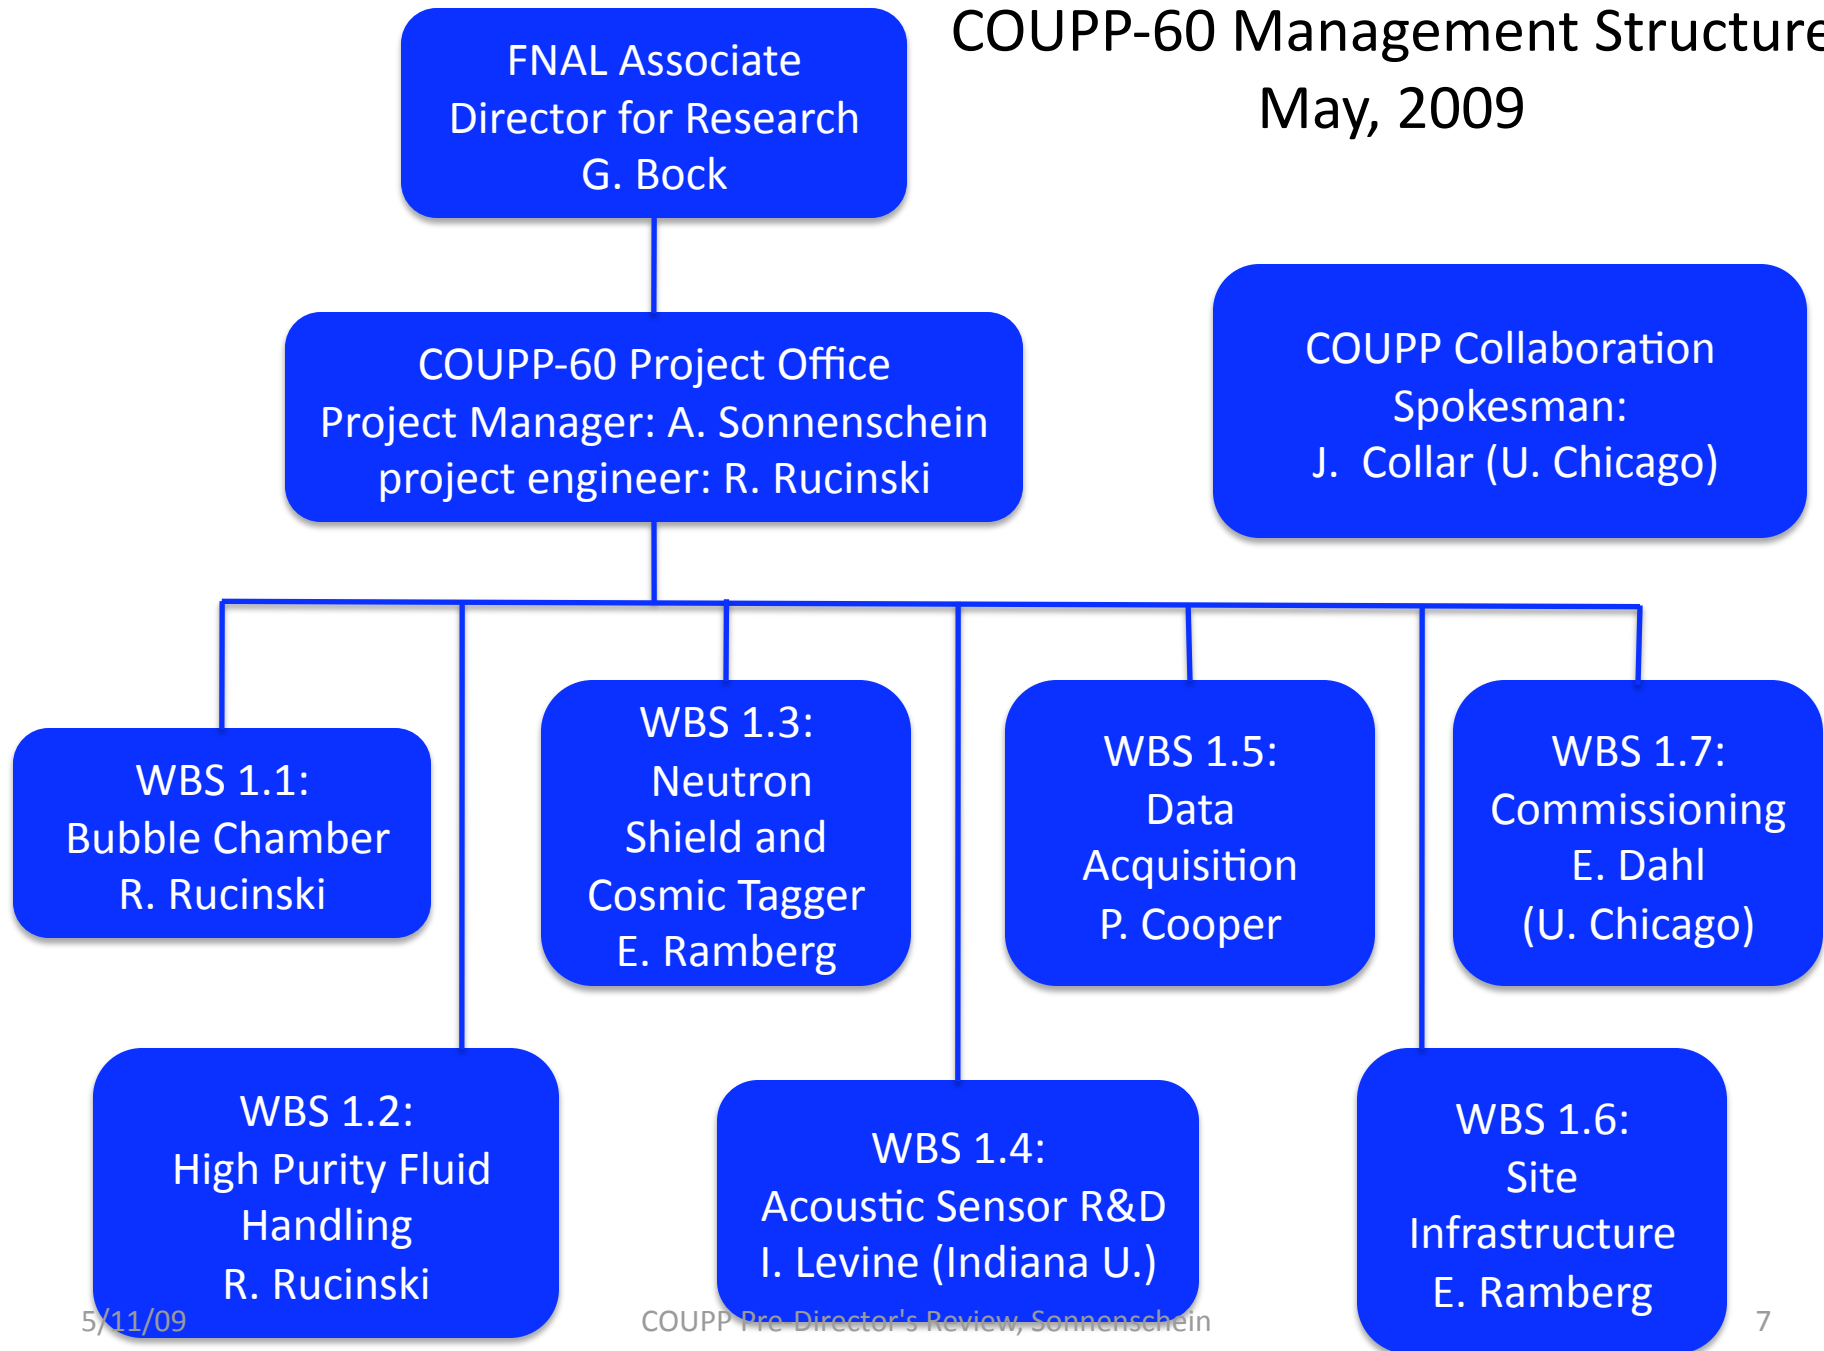 COUPP-60 Management Structure
May, 2009
FNAL Associate
Director for Research
G. Bock
COUPP-60 Project Office
Project Manager: A. Sonnenschein
project engineer: R. Rucinski
COUPP Collaboration
Spokesman:
J. Collar (U. Chicago)
WBS 1.1:
Bubble Chamber
R. Rucinski
WBS 1.2:
High Purity Fluid
Handling
R. Rucinski
WBS 1.3:
Neutron
Shield and
Cosmic Tagger
E. Ramberg
WBS 1.4:
Acoustic Sensor R&D
I. Levine (Indiana U.)
WBS 1.5:
Data
Acquisition
P. Cooper
WBS 1.6:
Site
Infrastructure
E. Ramberg
WBS 1.7:
Commissioning
E. Dahl
(U. Chicago)
5/11/09
COUPP Pre-Director's Review, Sonnenschein
7